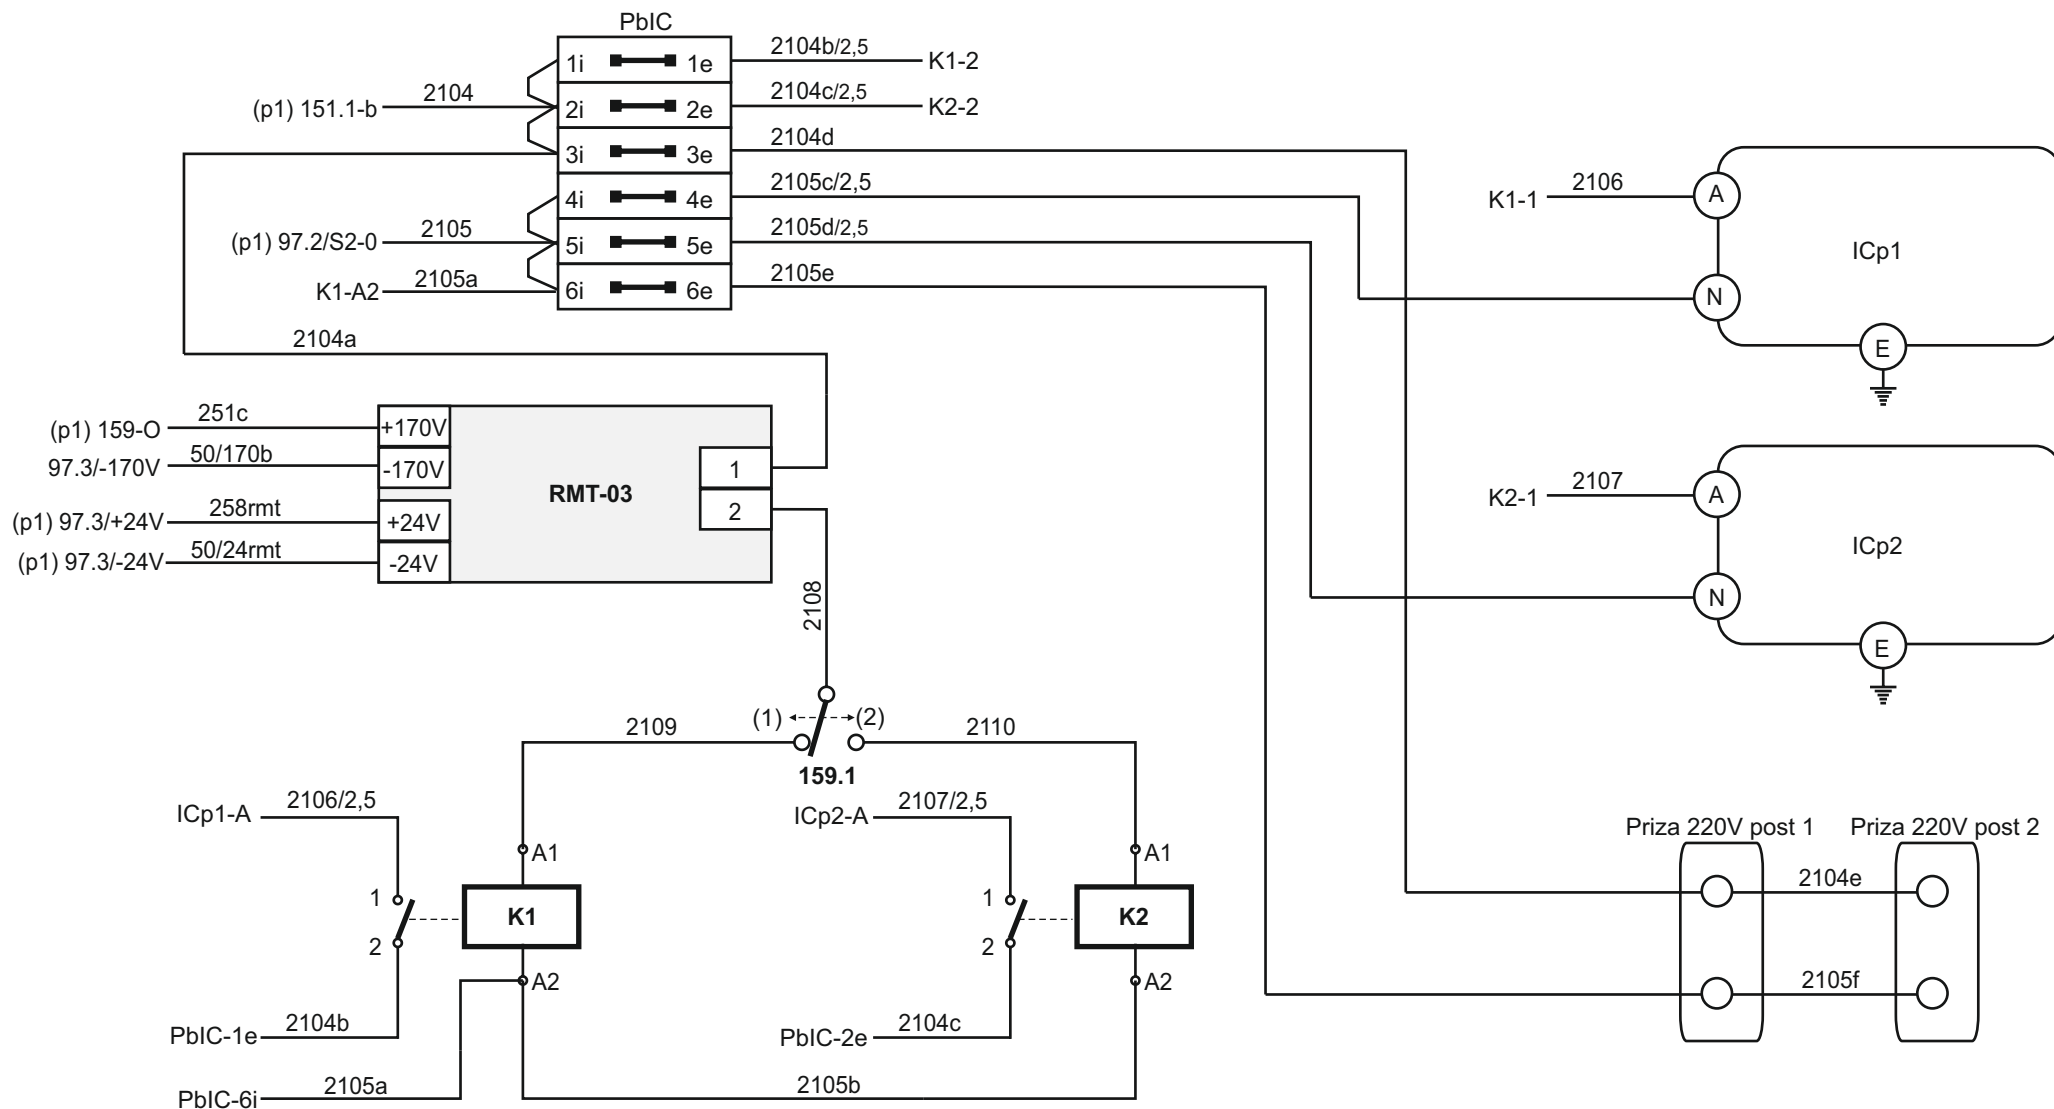 PbIC
1i 1e
2104b/2,5
K1-2
(p1) 151.1-b
2104
2i 2e
2104c/2,5
K2-2
3i 3e
2104d
4i 4e
2105c/2,5
(p1) 97.2/S2-0
2105
5i 5e
2105d/2,5
K1-A2
2105a
6i 6e
2105e
2104a
K1-1
2106
A
N
E
ICp1
(p1) 159-O
251c
+170V
97.3/-170V
50/170b
-170V
(p1) 97.3/+24V
258rmt
+24V
(p1) 97.3/-24V
50/24rmt
-24V
RMT-03
1
2
K2-1
2107
A
N
E
ICp2
2108
(1)
(2)
2109
2110
159.1
ICp1-A
2106/2,5
1
2
A1
K1
A2
PbIC-1e
2104b
PbIC-6i
2105a
ICp2-A
2107/2,5
1
2
A1
K2
A2
PbIC-2e
2104c
2105b
Priza 220V post 1
Priza 220V post 2
2104e
2105f